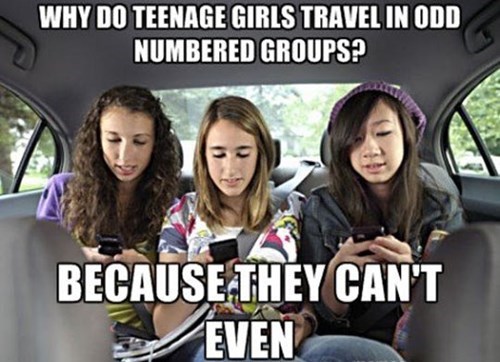 WHY DO TEENAGE GIRLS TRAVEL IN ODD
NUMBERED GROUPS?
BECAUSE THEY CAN'T
EVEN